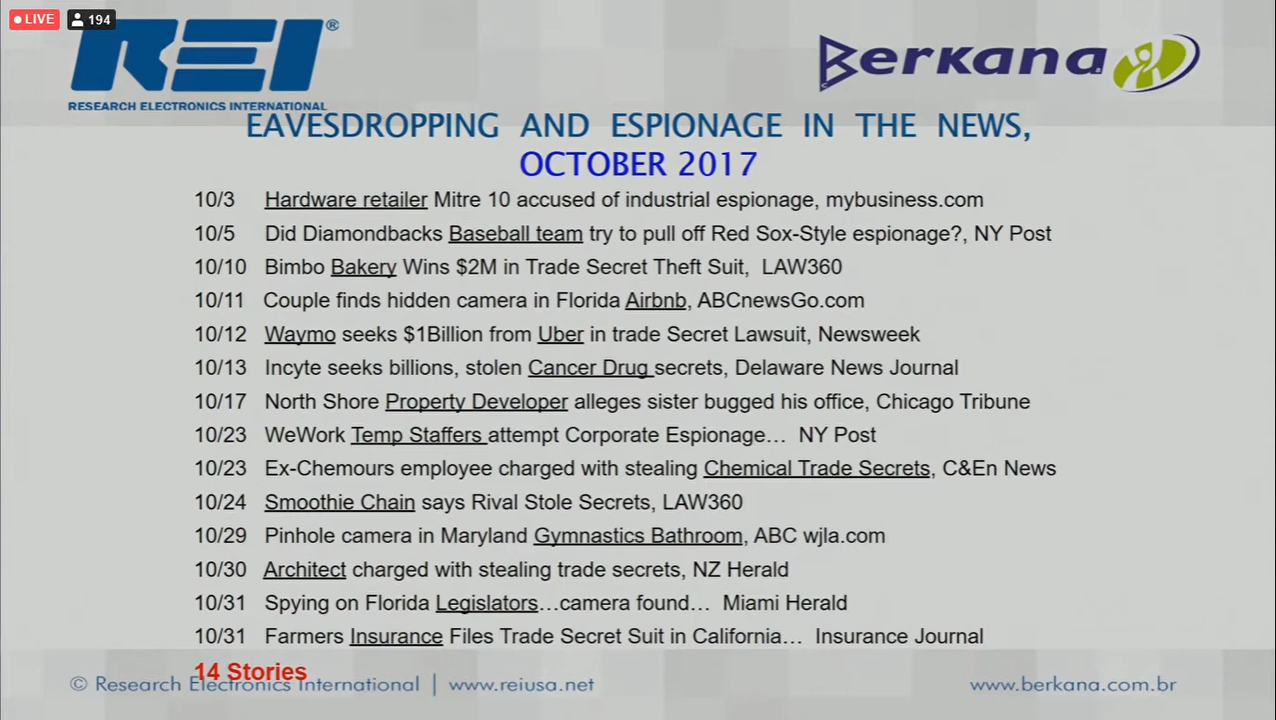 LIVE 194
REI®
RESEARCH ELECTRONICS INTERNATIONAL
Berkana®
EAVESDROPPING AND ESPIONAGE IN THE NEWS,
OCTOBER 2017
10/3 Hardware retailer Mitre 10 accused of industrial espionage, mybusiness.com
10/5 Did Diamondbacks Baseball team try to pull off Red Sox-Style espionage?, NY Post
10/10 Bimbo Bakery Wins $2M in Trade Secret Theft Suit, LAW360
10/11 Couple finds hidden camera in Florida Airbnb, ABCnewsGo.com
10/12 Waymo seeks $1Billion from Uber in trade Secret Lawsuit, Newsweek
10/13 Incyte seeks billions, stolen Cancer Drug secrets, Delaware News Journal
10/17 North Shore Property Developer alleges sister bugged his office, Chicago Tribune
10/23 WeWork Temp Staffers attempt Corporate Espionage… NY Post
10/23 Ex-Chemours employee charged with stealing Chemical Trade Secrets, C&En News
10/24 Smoothie Chain says Rival Stole Secrets, LAW360
10/29 Pinhole camera in Maryland Gymnastics Bathroom, ABC wjla.com
10/30 Architect charged with stealing trade secrets, NZ Herald
10/31 Spying on Florida Legislators…camera found… Miami Herald
10/31 Farmers Insurance Files Trade Secret Suit in California… Insurance Journal
14 Stories
© Research Electronics International | www.reiusa.net
www.berkana.com.br